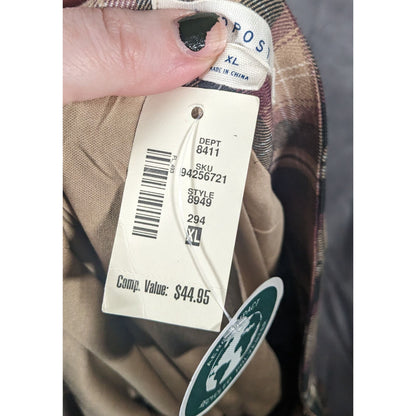 XL
MADE IN CHINA
DEPT
8411
SKU
94256721
STYLE
8949
294
XL
Comp. Value: $44.95